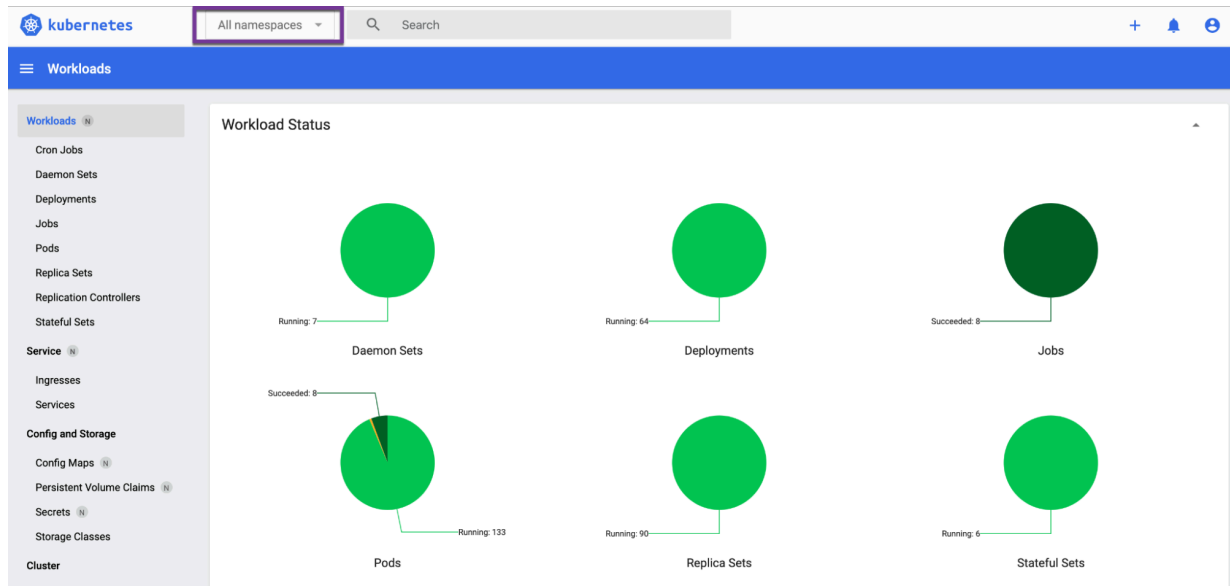 kubernetes
All namespaces
Search
Workloads
Workloads N
Cron Jobs
Daemon Sets
Deployments
Jobs
Pods
Replica Sets
Replication Controllers
Stateful Sets
Service N
Ingresses
Services
Config and Storage
Config Maps N
Persistent Volume Claims N
Secrets N
Storage Classes
Cluster
Workload Status
Running: 7
Daemon Sets
Running: 64
Deployments
Succeeded: 8
Jobs
Succeeded: 8
Running: 133
Pods
Running: 90
Replica Sets
Running: 6
Stateful Sets